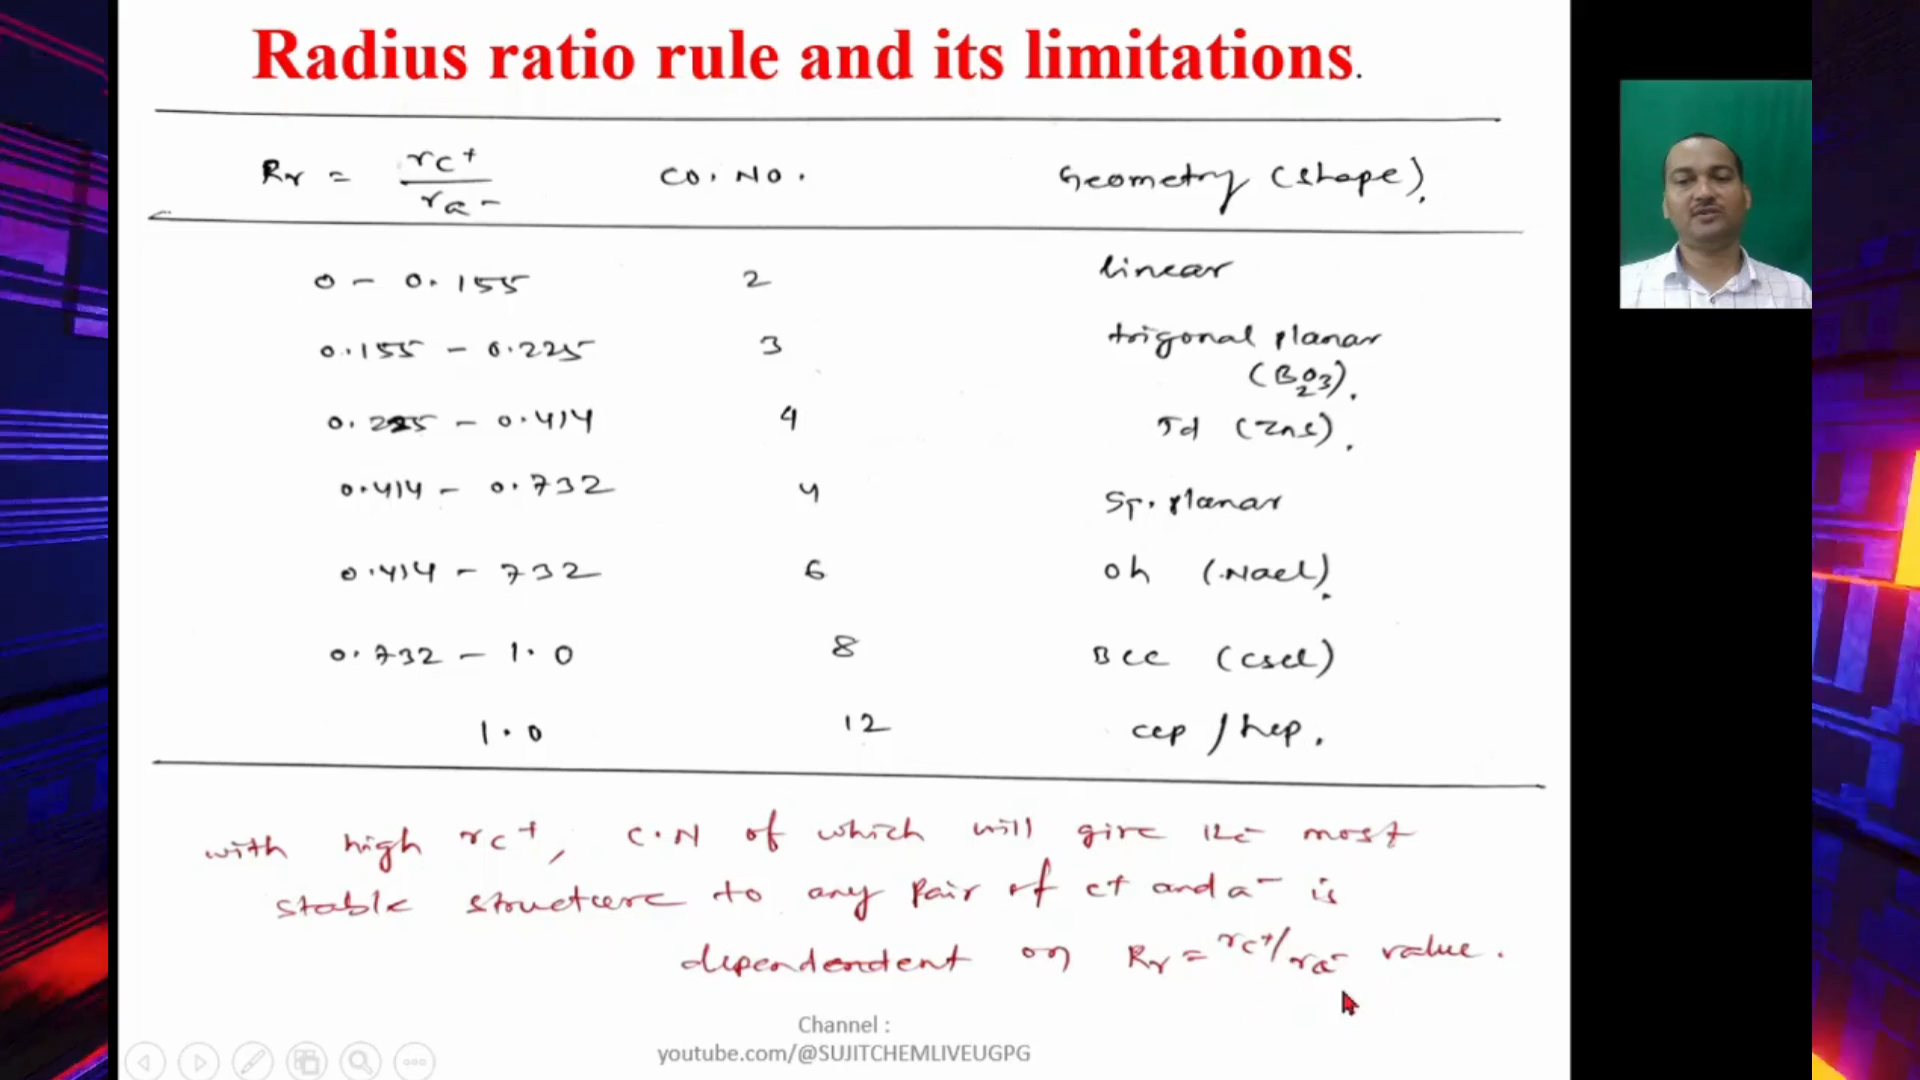 Radius ratio rule and its limitations.
Rr = rc+/ra- CO. NO. Geometry (shape).
0 - 0.155 2 linear
0.155 - 0.225 3 trigonal planar
(B2O3).
0.225 - 0.414 4 Td (ZnS).
0.414 - 0.732 4 Sq. planar
0.414 - 732 6 Oh (NaCl).
0.732 - 1.0 8 BCC (CsCl)
1.0 12 ccp / hcp.
with high rc+, C.N of which will give the most
stable structure to any pair of c+ and a- is
dependendent on Rr = rc+/ra- value.
Channel :
youtube.com/@SUJITCHEMLIVEUGPG